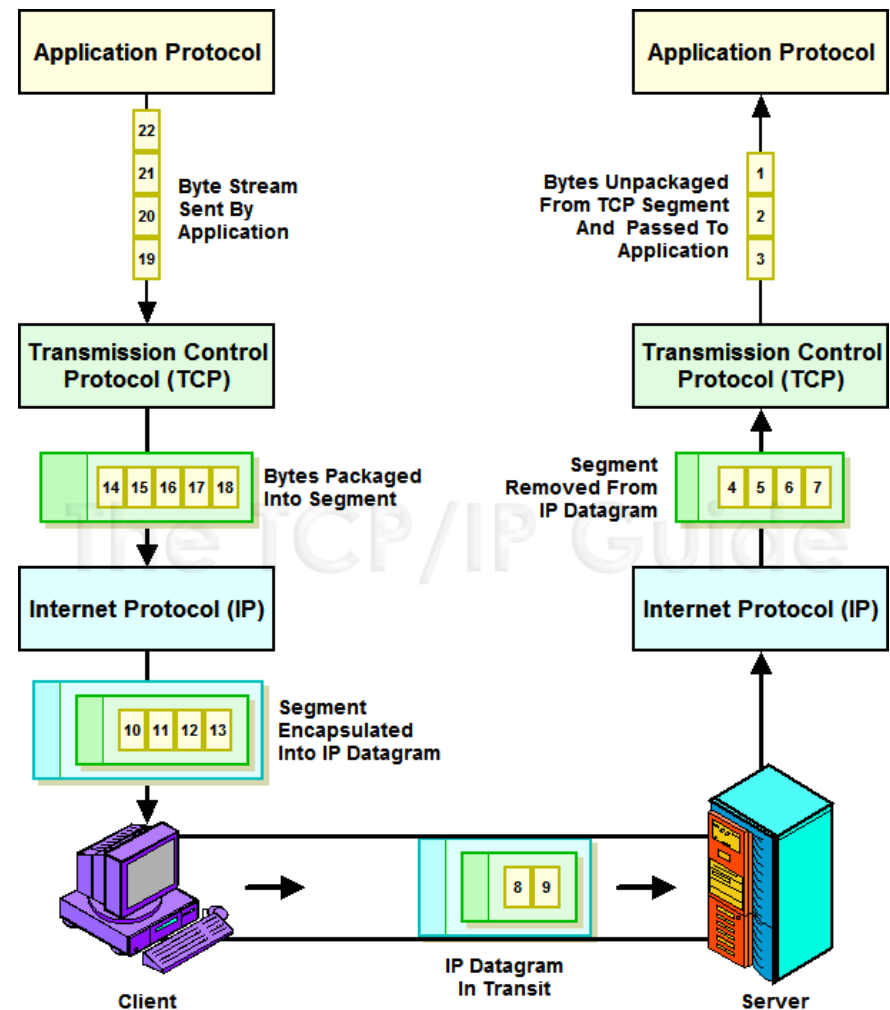 Application Protocol
22
21
20
19
Byte Stream
Sent By
Application
Transmission Control
Protocol (TCP)
14 15 16 17 18
Bytes Packaged
Into Segment
Internet Protocol (IP)
10 11 12 13
Segment
Encapsulated
Into IP Datagram
Client
8 9
IP Datagram
In Transit
Application Protocol
Bytes Unpackaged
From TCP Segment
And Passed To
Application
1
2
3
Transmission Control
Protocol (TCP)
Segment
Removed From
IP Datagram
4 5 6 7
Internet Protocol (IP)
Server
The TCP/IP Guide